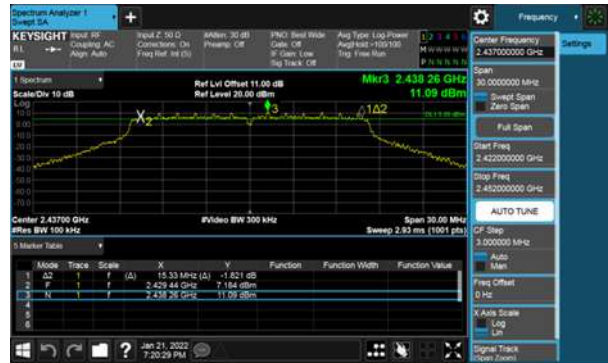 Spectrum Analyzer 1
Swept SA
Frequency
KEYSIGHT Input: RF Input Z: 50 Ω #Atten: 30 dB PNO: Best Wide Avg Type: Log-Power 1 2 3 4 5 6
RL Coupling: AC Corrections: On Preamp: Off Gate: Off Avg|Hold:>100/100 M W W W W W
Align: Auto Freq Ref: Int (S) IF Gain: Low Trig: Free Run
Sig Track: Off P N N N N N
Center Frequency
2.437000000 GHz
Settings
1 Spectrum
Ref Lvl Offset 11.00 dB
Mkr3 2.438 26 GHz
Scale/Div 10 dB
Ref Level 20.00 dBm
11.09 dBm
Span
30.0000000 MHz
Swept Span
Zero Span
Full Span
Start Freq
2.422000000 GHz
Stop Freq
2.452000000 GHz
AUTO TUNE
CF Step
3.000000 MHz
Auto
Man
Freq Offset
0 Hz
X Axis Scale
Log
Lin
Signal Track
(Span Zoom)
Log
10.0
0.00
X2
3
1Δ2
Center 2.43700 GHz
#Video BW 300 kHz
Span 30.00 MHz
#Res BW 100 kHz
Sweep 2.93 ms (1001 pts)
5 Marker Table
Mode Trace Scale X Y Function Function Width Function Value
1 Δ2 1 f (Δ) 15.33 MHz (Δ) -1.821 dB
2 F 1 f 2.429 44 GHz 7.184 dBm
3 N 1 f 2.438 26 GHz 11.09 dBm
4
5
6
Jan 21, 2022
7:20:29 PM